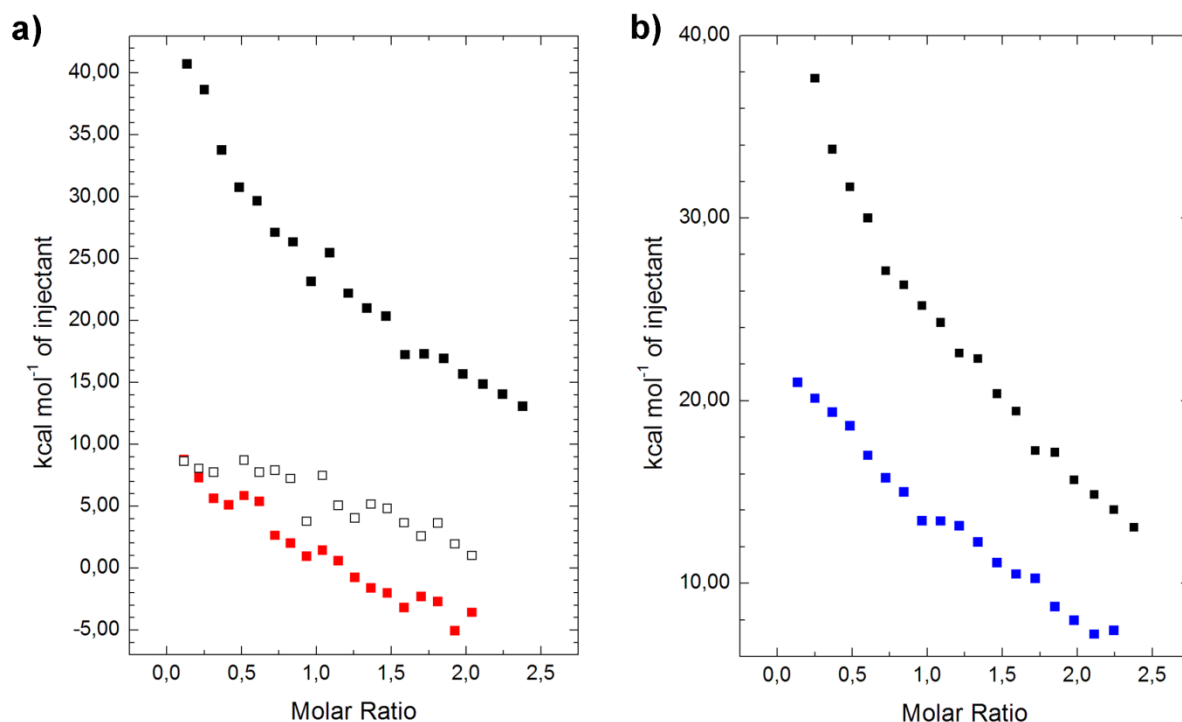 a)
kcal mol⁻¹ of injectant
40,00
35,00
30,00
25,00
20,00
15,00
10,00
5,00
0,00
-5,00
0,0 0,5 1,0 1,5 2,0 2,5
Molar Ratio
b)
kcal mol⁻¹ of injectant
40,00
30,00
20,00
10,00
0,0 0,5 1,0 1,5 2,0 2,5
Molar Ratio